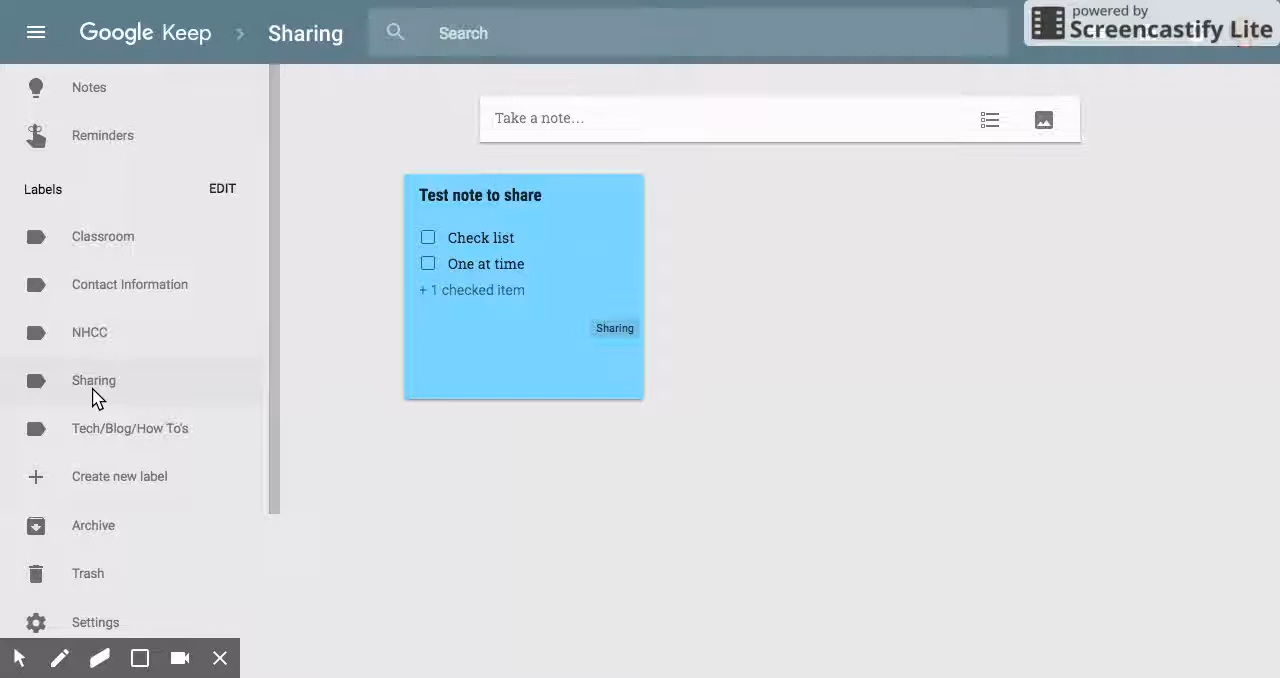 Google Keep > Sharing
Search
powered by
Screencastify Lite
Notes
Reminders
Labels EDIT
Classroom
Contact Information
NHCC
Sharing
Tech/Blog/How To's
Create new label
Archive
Trash
Settings
Take a note...
Test note to share
Check list
One at time
+ 1 checked item
Sharing